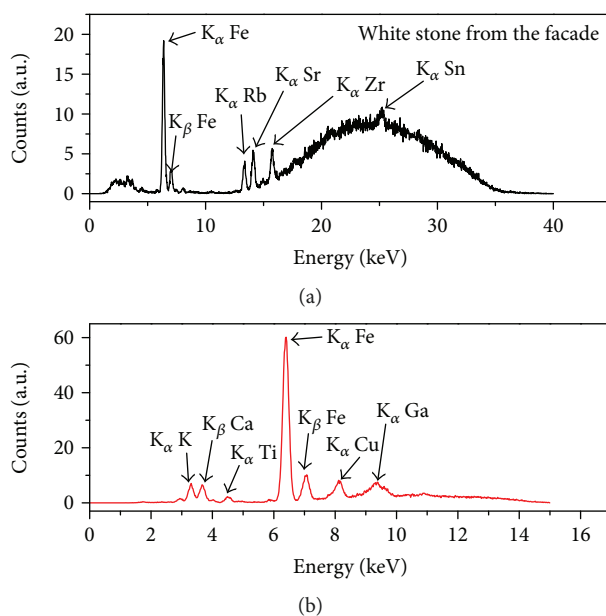 White stone from the facade
K𝛼 Fe
K𝛽 Fe
K𝛼 Rb
K𝛼 Sr
K𝛼 Zr
K𝛼 Sn
Counts (a.u.)
20
15
10
5
0
0 10 20 30 40
Energy (keV)
(a)
K𝛼 Fe
K𝛼 K
K𝛽 Ca
K𝛼 Ti
K𝛽 Fe
K𝛼 Cu
K𝛼 Ga
Counts (a.u.)
60
40
20
0
0 2 4 6 8 10 12 14 16
Energy (keV)
(b)